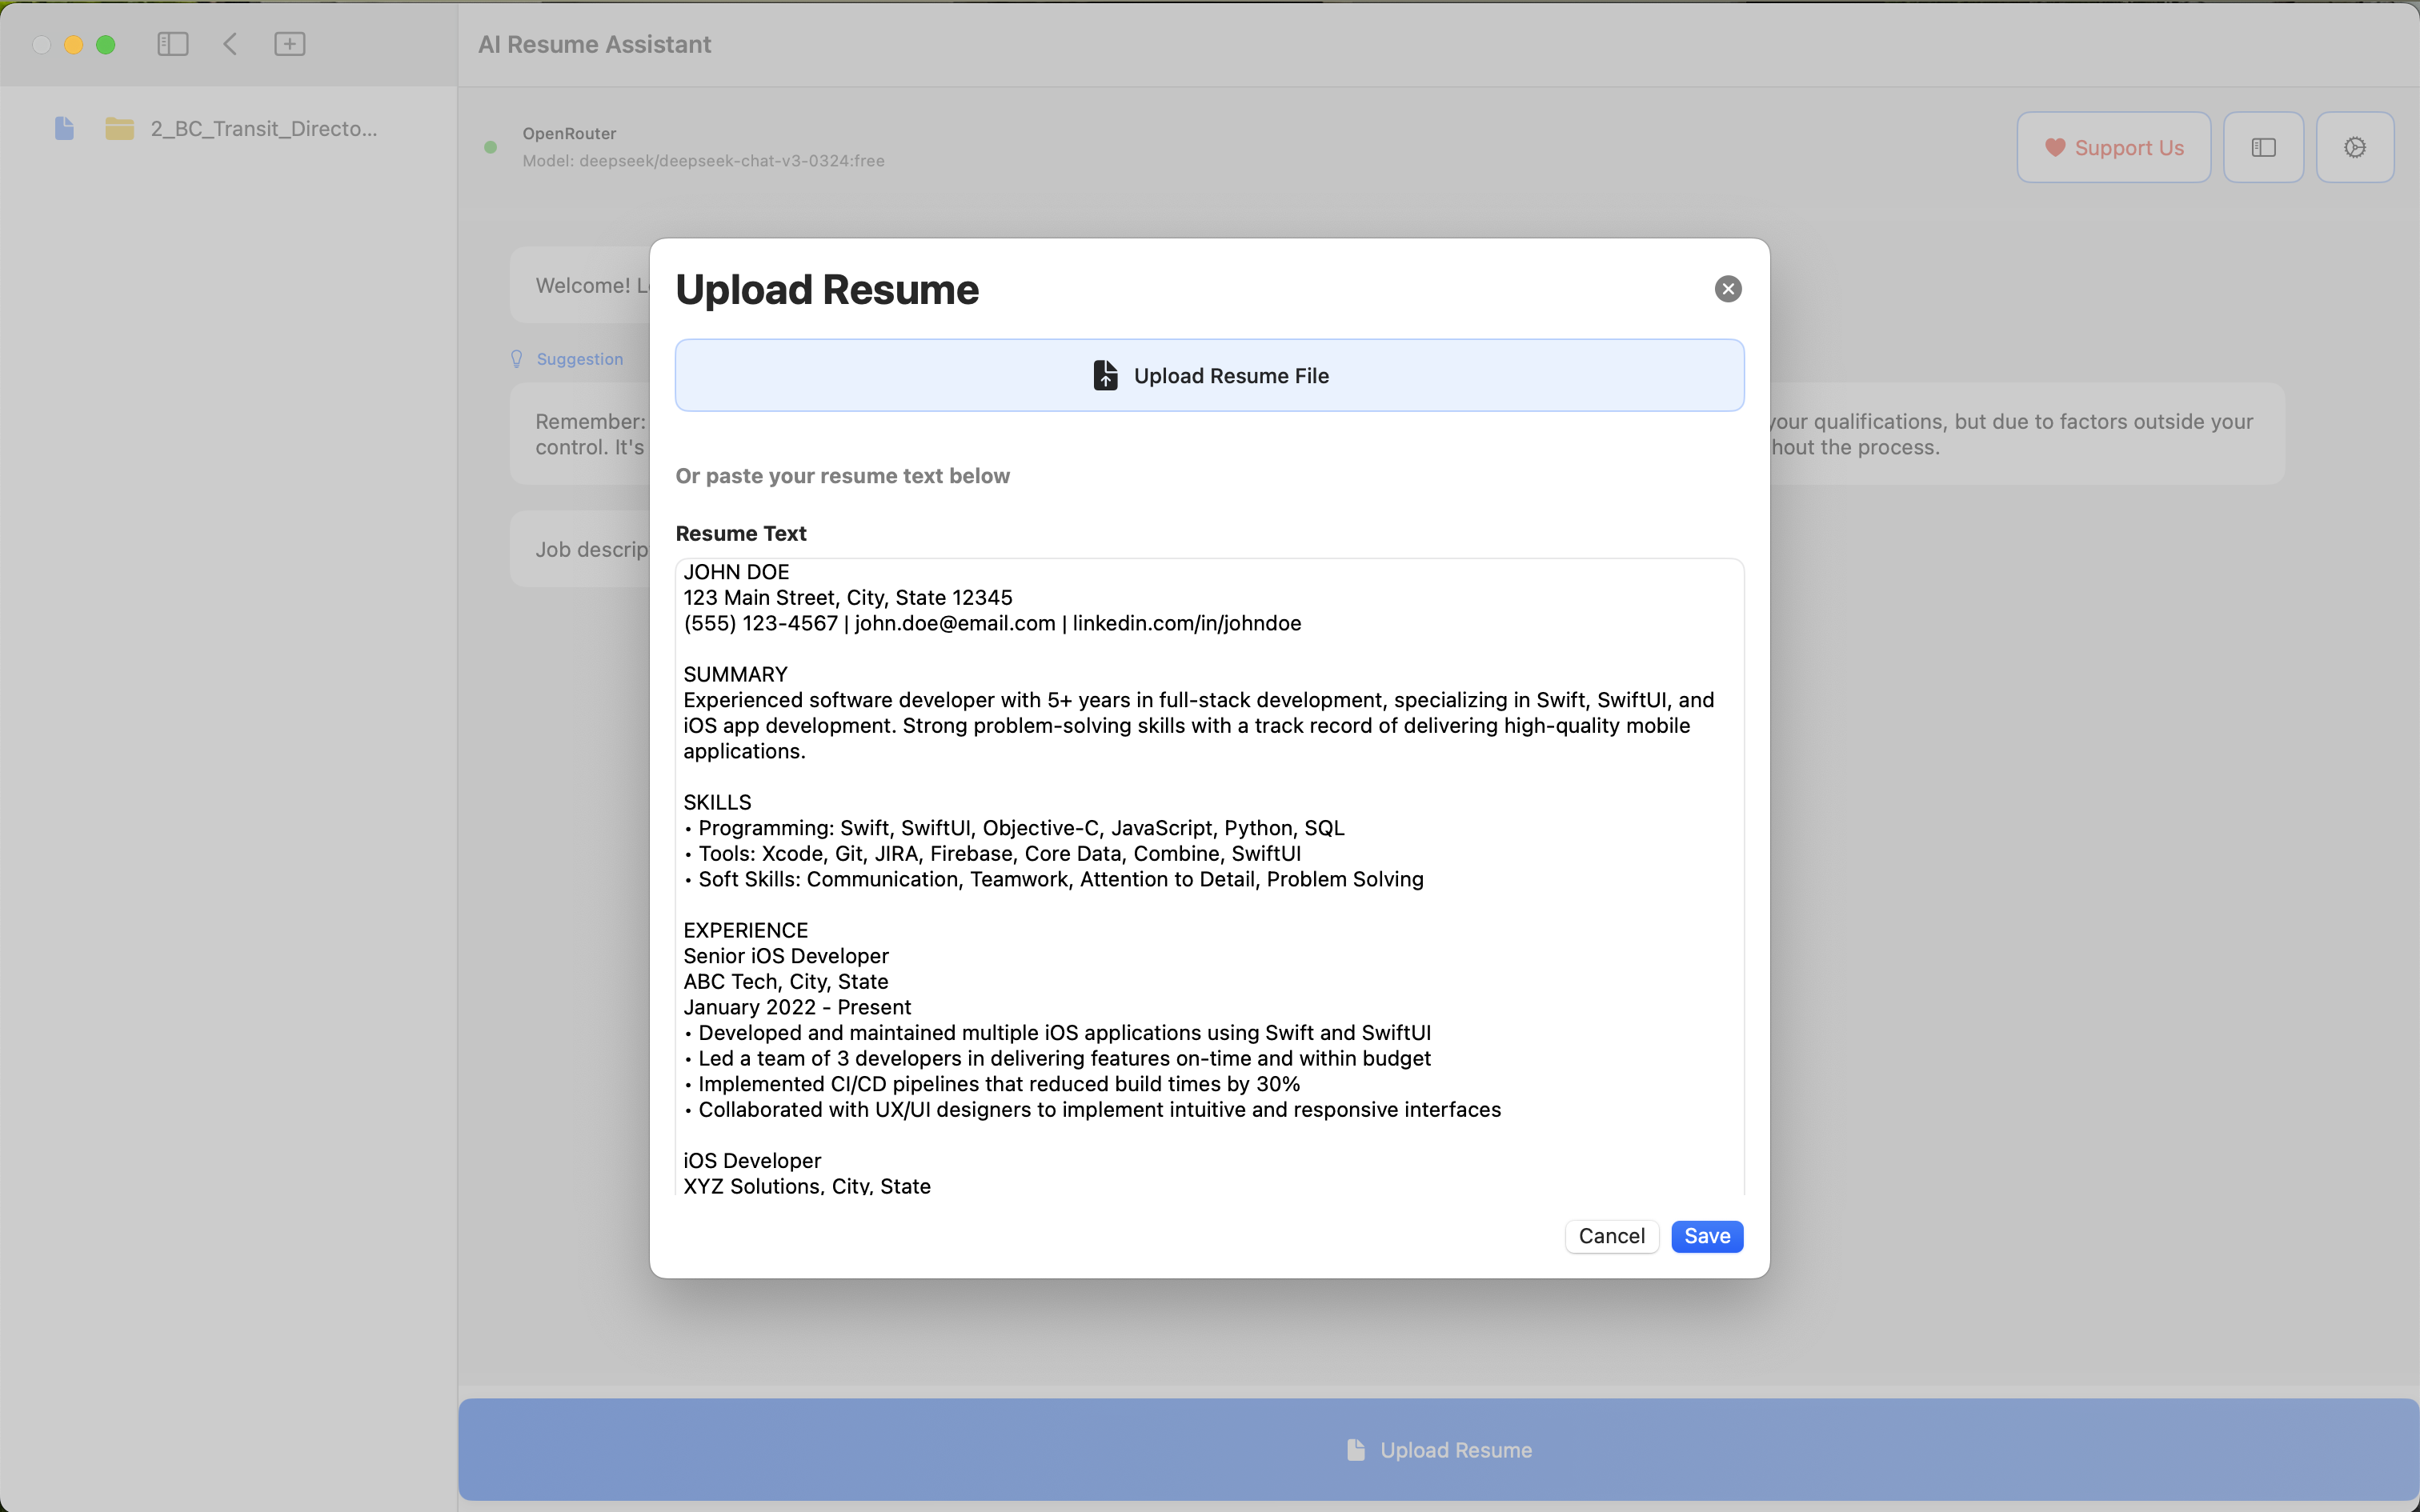 AI Resume Assistant
2_BC_Transit_Directo...
OpenRouter
Model: deepseek/deepseek-chat-v3-0324:free
Support Us
Welcome!
Suggestion
Remember:
your qualifications, but due to factors outside your
control. It's
the process.
Job
Upload Resume
Upload Resume File
Or paste your resume text below
Resume Text
JOHN DOE
123 Main Street, City, State 12345
(555) 123-4567 | john.doe@email.com | linkedin.com/in/johndoe
SUMMARY
Experienced software developer with 5+ years in full-stack development, specializing in Swift, SwiftUI, and
iOS app development. Strong problem-solving skills with a track record of delivering high-quality mobile
applications.
SKILLS
• Programming: Swift, SwiftUI, Objective-C, JavaScript, Python, SQL
• Tools: Xcode, Git, JIRA, Firebase, Core Data, Combine, SwiftUI
• Soft Skills: Communication, Teamwork, Attention to Detail, Problem Solving
EXPERIENCE
Senior iOS Developer
ABC Tech, City, State
January 2022 - Present
• Developed and maintained multiple iOS applications using Swift and SwiftUI
• Led a team of 3 developers in delivering features on-time and within budget
• Implemented CI/CD pipelines that reduced build times by 30%
• Collaborated with UX/UI designers to implement intuitive and responsive interfaces
iOS Developer
XYZ Solutions, City, State
Cancel
Save
Upload Resume